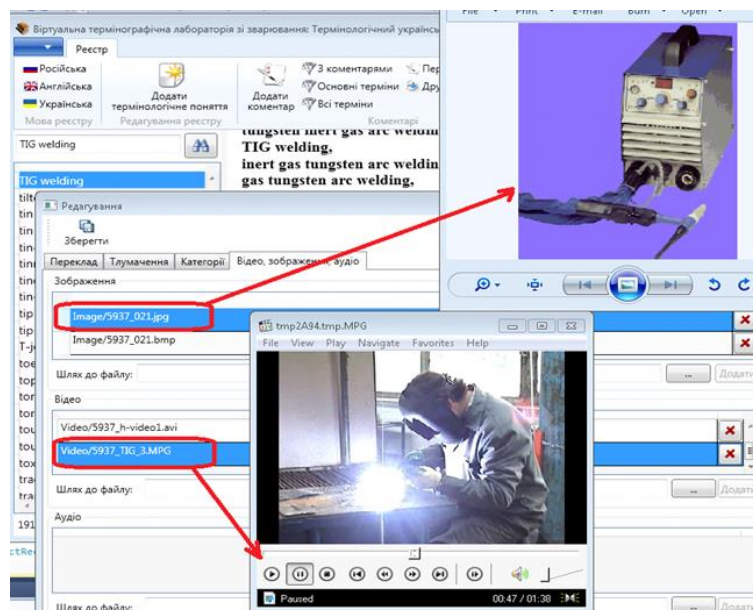 File Print E-mail Burn Open
Віртуальна термінографічна лабораторія зі зварювання: Термінологічний українсь
Реєстр
Російська
Англійська
Українська
Мова реєстру
Додати
термінологічне поняття
Редагування реєстру
Додати
коментар
З коментарями
Основні терміни
Всі терміни
Коментарі
TIG welding
tungsten inert gas arc weldin
TIG welding,
inert gas tungsten arc weldin
gas tungsten arc welding,
TIG welding
Редагування
Зберегти
Переклад Тлумачення Категорії Відео, зображення, аудіо
Зображення
Image/5937_021.jpg
Image/5937_021.bmp
Шлях до файлу:
... Додати
Відео
Video/5937_h-video1.avi
Video/5937_TIG_3.MPG
Шлях до файлу:
... Додати
Аудіо
Шлях до файлу:
... Додати
tmp2A94.tmp.MPG
File View Play Navigate Favorites Help
Paused 00:47 / 01:38